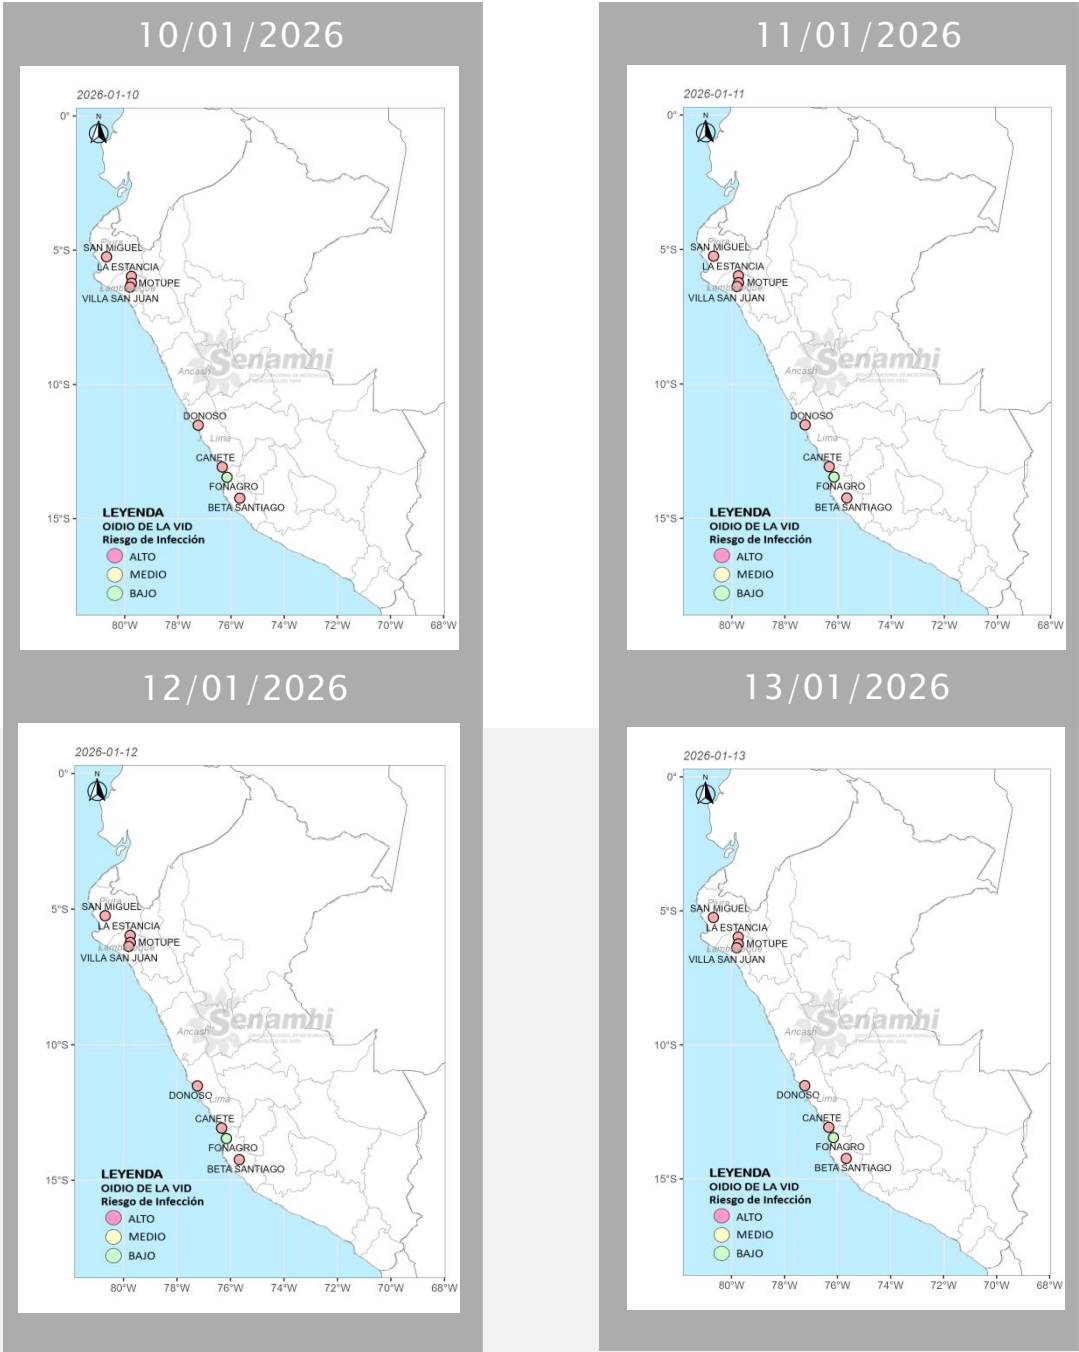 10/01/2026
2026-01-10
N
0°
5°S
10°S
15°S
Piura
SAN MIGUEL
LA ESTANCIA
MOTUPE
VILLA SAN JUAN
Senamhi
Ancash
DONOSO
Lima
CANETE
FONAGRO
BETA SANTIAGO
LEYENDA
OIDIO DE LA VID
Riesgo de Infección
ALTO
MEDIO
BAJO
80°W 78°W 76°W 74°W 72°W 70°W 68°W
11/01/2026
2026-01-11
N
0°
5°S
10°S
15°S
Piura
SAN MIGUEL
LA ESTANCIA
MOTUPE
VILLA SAN JUAN
Senamhi
Ancash
DONOSO
Lima
CANETE
FONAGRO
BETA SANTIAGO
LEYENDA
OIDIO DE LA VID
Riesgo de Infección
ALTO
MEDIO
BAJO
80°W 78°W 76°W 74°W 72°W 70°W 68°W
12/01/2026
2026-01-12
N
0°
5°S
10°S
15°S
Piura
SAN MIGUEL
LA ESTANCIA
MOTUPE
VILLA SAN JUAN
Senamhi
Ancash
DONOSO
Lima
CANETE
FONAGRO
BETA SANTIAGO
LEYENDA
OIDIO DE LA VID
Riesgo de Infección
ALTO
MEDIO
BAJO
80°W 78°W 76°W 74°W 72°W 70°W 68°W
13/01/2026
2026-01-13
N
0°
5°S
10°S
15°S
Piura
SAN MIGUEL
LA ESTANCIA
MOTUPE
VILLA SAN JUAN
Senamhi
Ancash
DONOSO
Lima
CANETE
FONAGRO
BETA SANTIAGO
LEYENDA
OIDIO DE LA VID
Riesgo de Infección
ALTO
MEDIO
BAJO
80°W 78°W 76°W 74°W 72°W 70°W 68°W